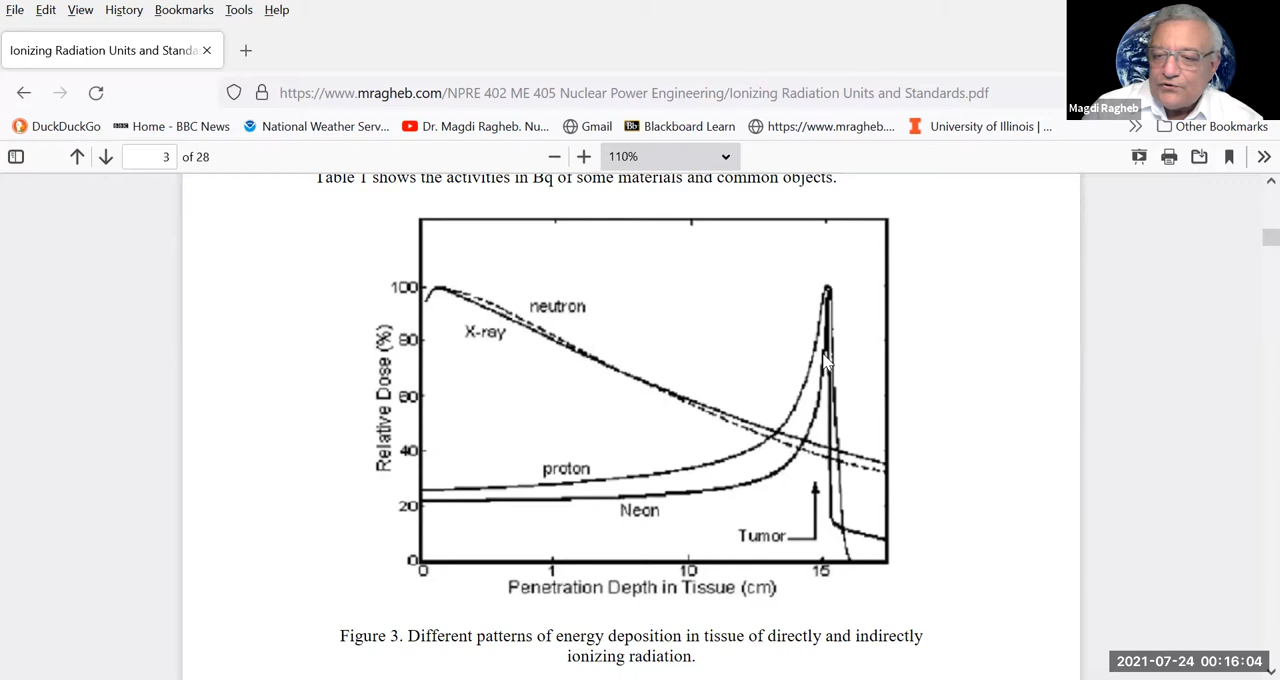 File Edit View History Bookmarks Tools Help
Ionizing Radiation Units and Standa
https://www.mragheb.com/NPRE 402 ME 405 Nuclear Power Engineering/Ionizing Radiation Units and Standards.pdf
Magdi Ragheb
DuckDuckGo BBC Home - BBC News National Weather Serv... Dr. Magdi Ragheb. Nu... Gmail Bb Blackboard Learn https://www.mragheb.... University of Illinois |... Other Bookmarks
3 of 28 110%
Table 1 shows the activities in Bq of some materials and common objects.
100
80
60
40
20
0
Relative Dose (%)
neutron
X-ray
proton
Neon
Tumor
0 1 10 15
Penetration Depth in Tissue (cm)
Figure 3. Different patterns of energy deposition in tissue of directly and indirectly
ionizing radiation.
2021-07-24 00:16:04